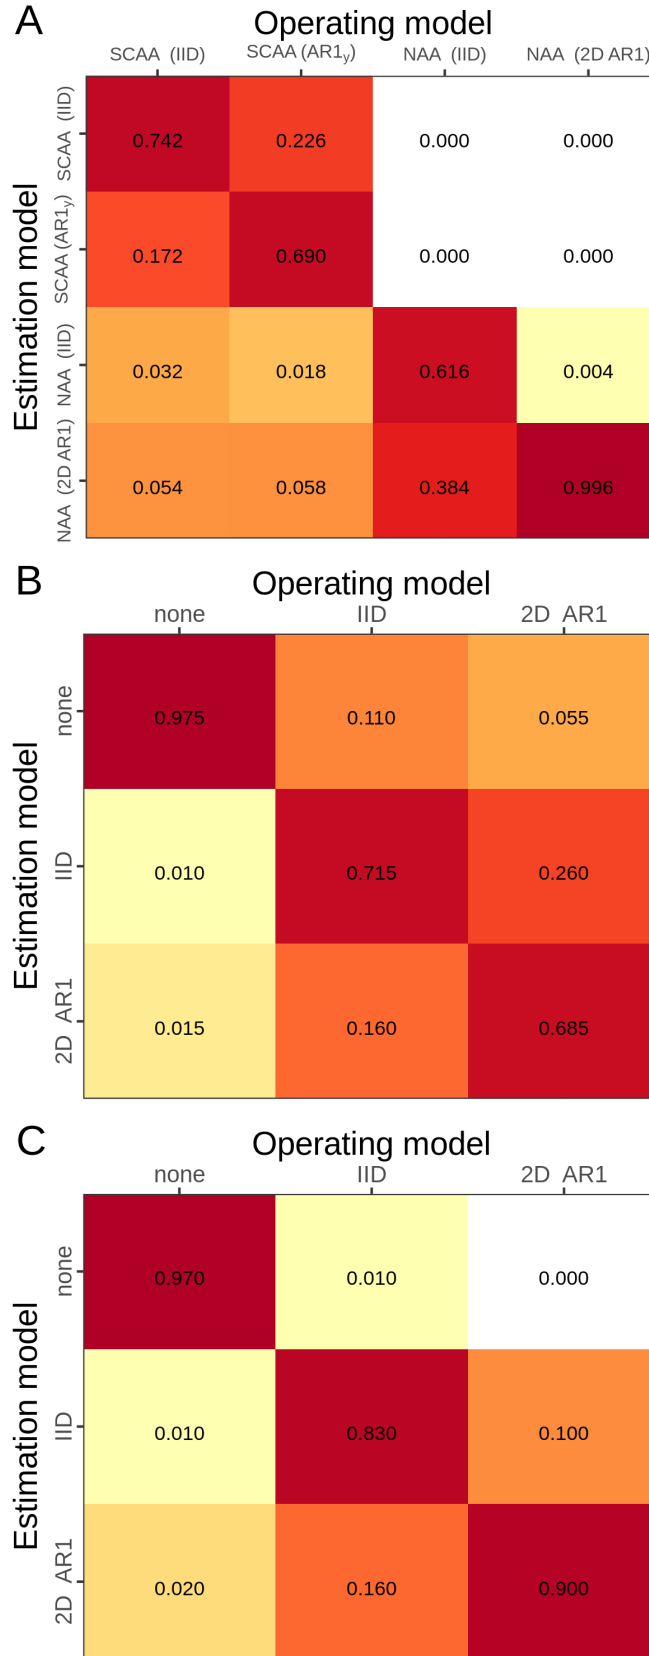 A
Operating model
SCAA (IID) SCAA (AR1y) NAA (IID) NAA (2D AR1)
Estimation model
SCAA (IID) 0.742 0.226 0.000 0.000
SCAA (AR1y) 0.172 0.690 0.000 0.000
NAA (IID) 0.032 0.018 0.616 0.004
NAA (2D AR1) 0.054 0.058 0.384 0.996
B
Operating model
none IID 2D AR1
Estimation model
none 0.975 0.110 0.055
IID 0.010 0.715 0.260
2D AR1 0.015 0.160 0.685
C
Operating model
none IID 2D AR1
Estimation model
none 0.970 0.010 0.000
IID 0.010 0.830 0.100
2D AR1 0.020 0.160 0.900